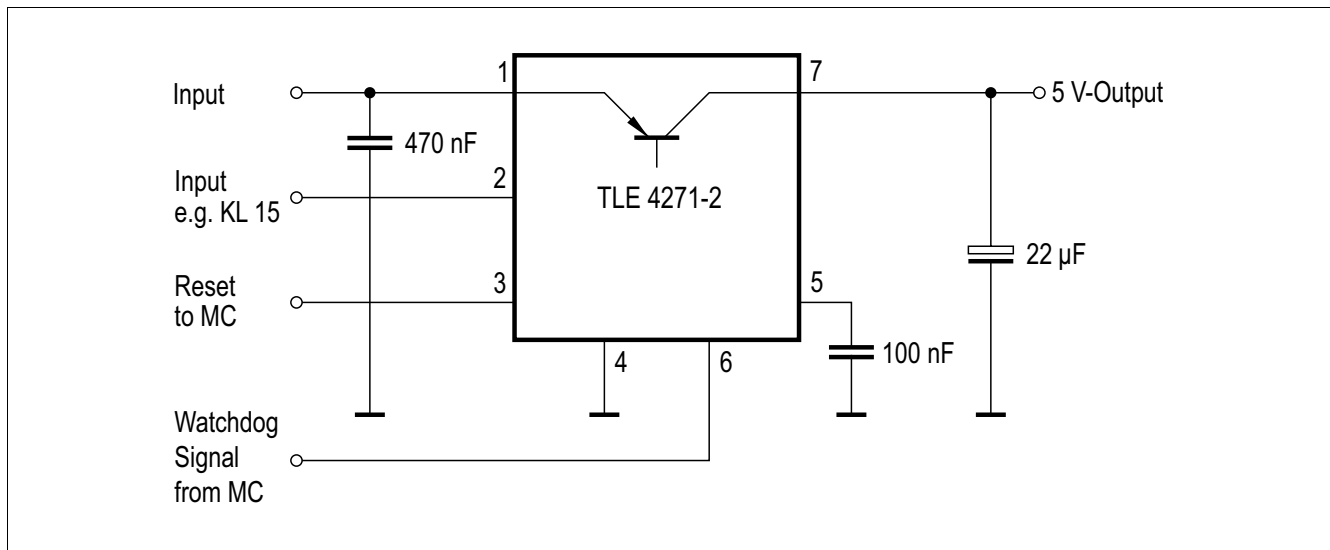 Input
1
7
5 V-Output
470 nF
Input
e.g. KL 15
2
TLE 4271-2
22 µF
Reset
to MC
3
5
100 nF
4
6
Watchdog
Signal
from MC